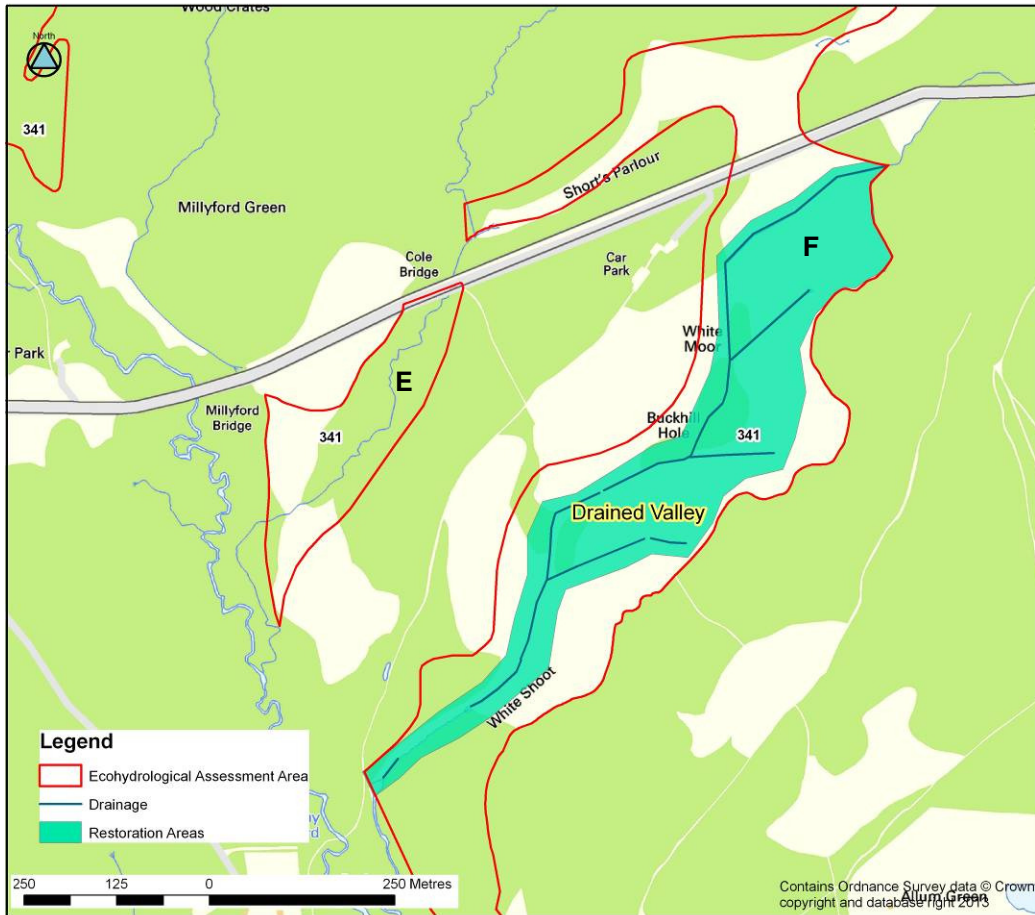 Wood Crates
North
341
Millyford Green
Short's Parlour
Cole
Bridge
Car
Park
F
White
Moor
E
Park
Millyford
Bridge
341
Buckhill
Hole
341
Drained Valley
White Shoot
Legend
Ecohydrological Assessment Area
Drainage
Restoration Areas
250 125 0 250 Metres
Allum Green
Contains Ordnance Survey data © Crown
copyright and database right 2013